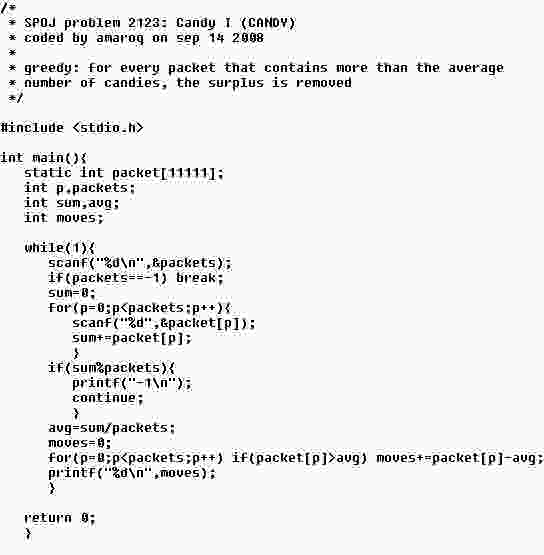 /*
 * SPOJ problem 2123: Candy I (CANDY)
 * coded by amaroq on sep 14 2008
 *
 * greedy: for every packet that contains more than the average
 * number of candies, the surplus is removed
 */

#include <stdio.h>

int main(){
   static int packet[11111];
   int p,packets;
   int sum,avg;
   int moves;

   while(1){
      scanf("%d\n",&packets);
      if(packets==-1) break;
      sum=0;
      for(p=0;p<packets;p++){
         scanf("%d",&packet[p]);
         sum+=packet[p];
         }
      if(sum%packets){
         printf("-1\n");
         continue;
         }
      avg=sum/packets;
      moves=0;
      for(p=0;p<packets;p++) if(packet[p]>avg) moves+=packet[p]-avg;
      printf("%d\n",moves);
      }

   return 0;
   }